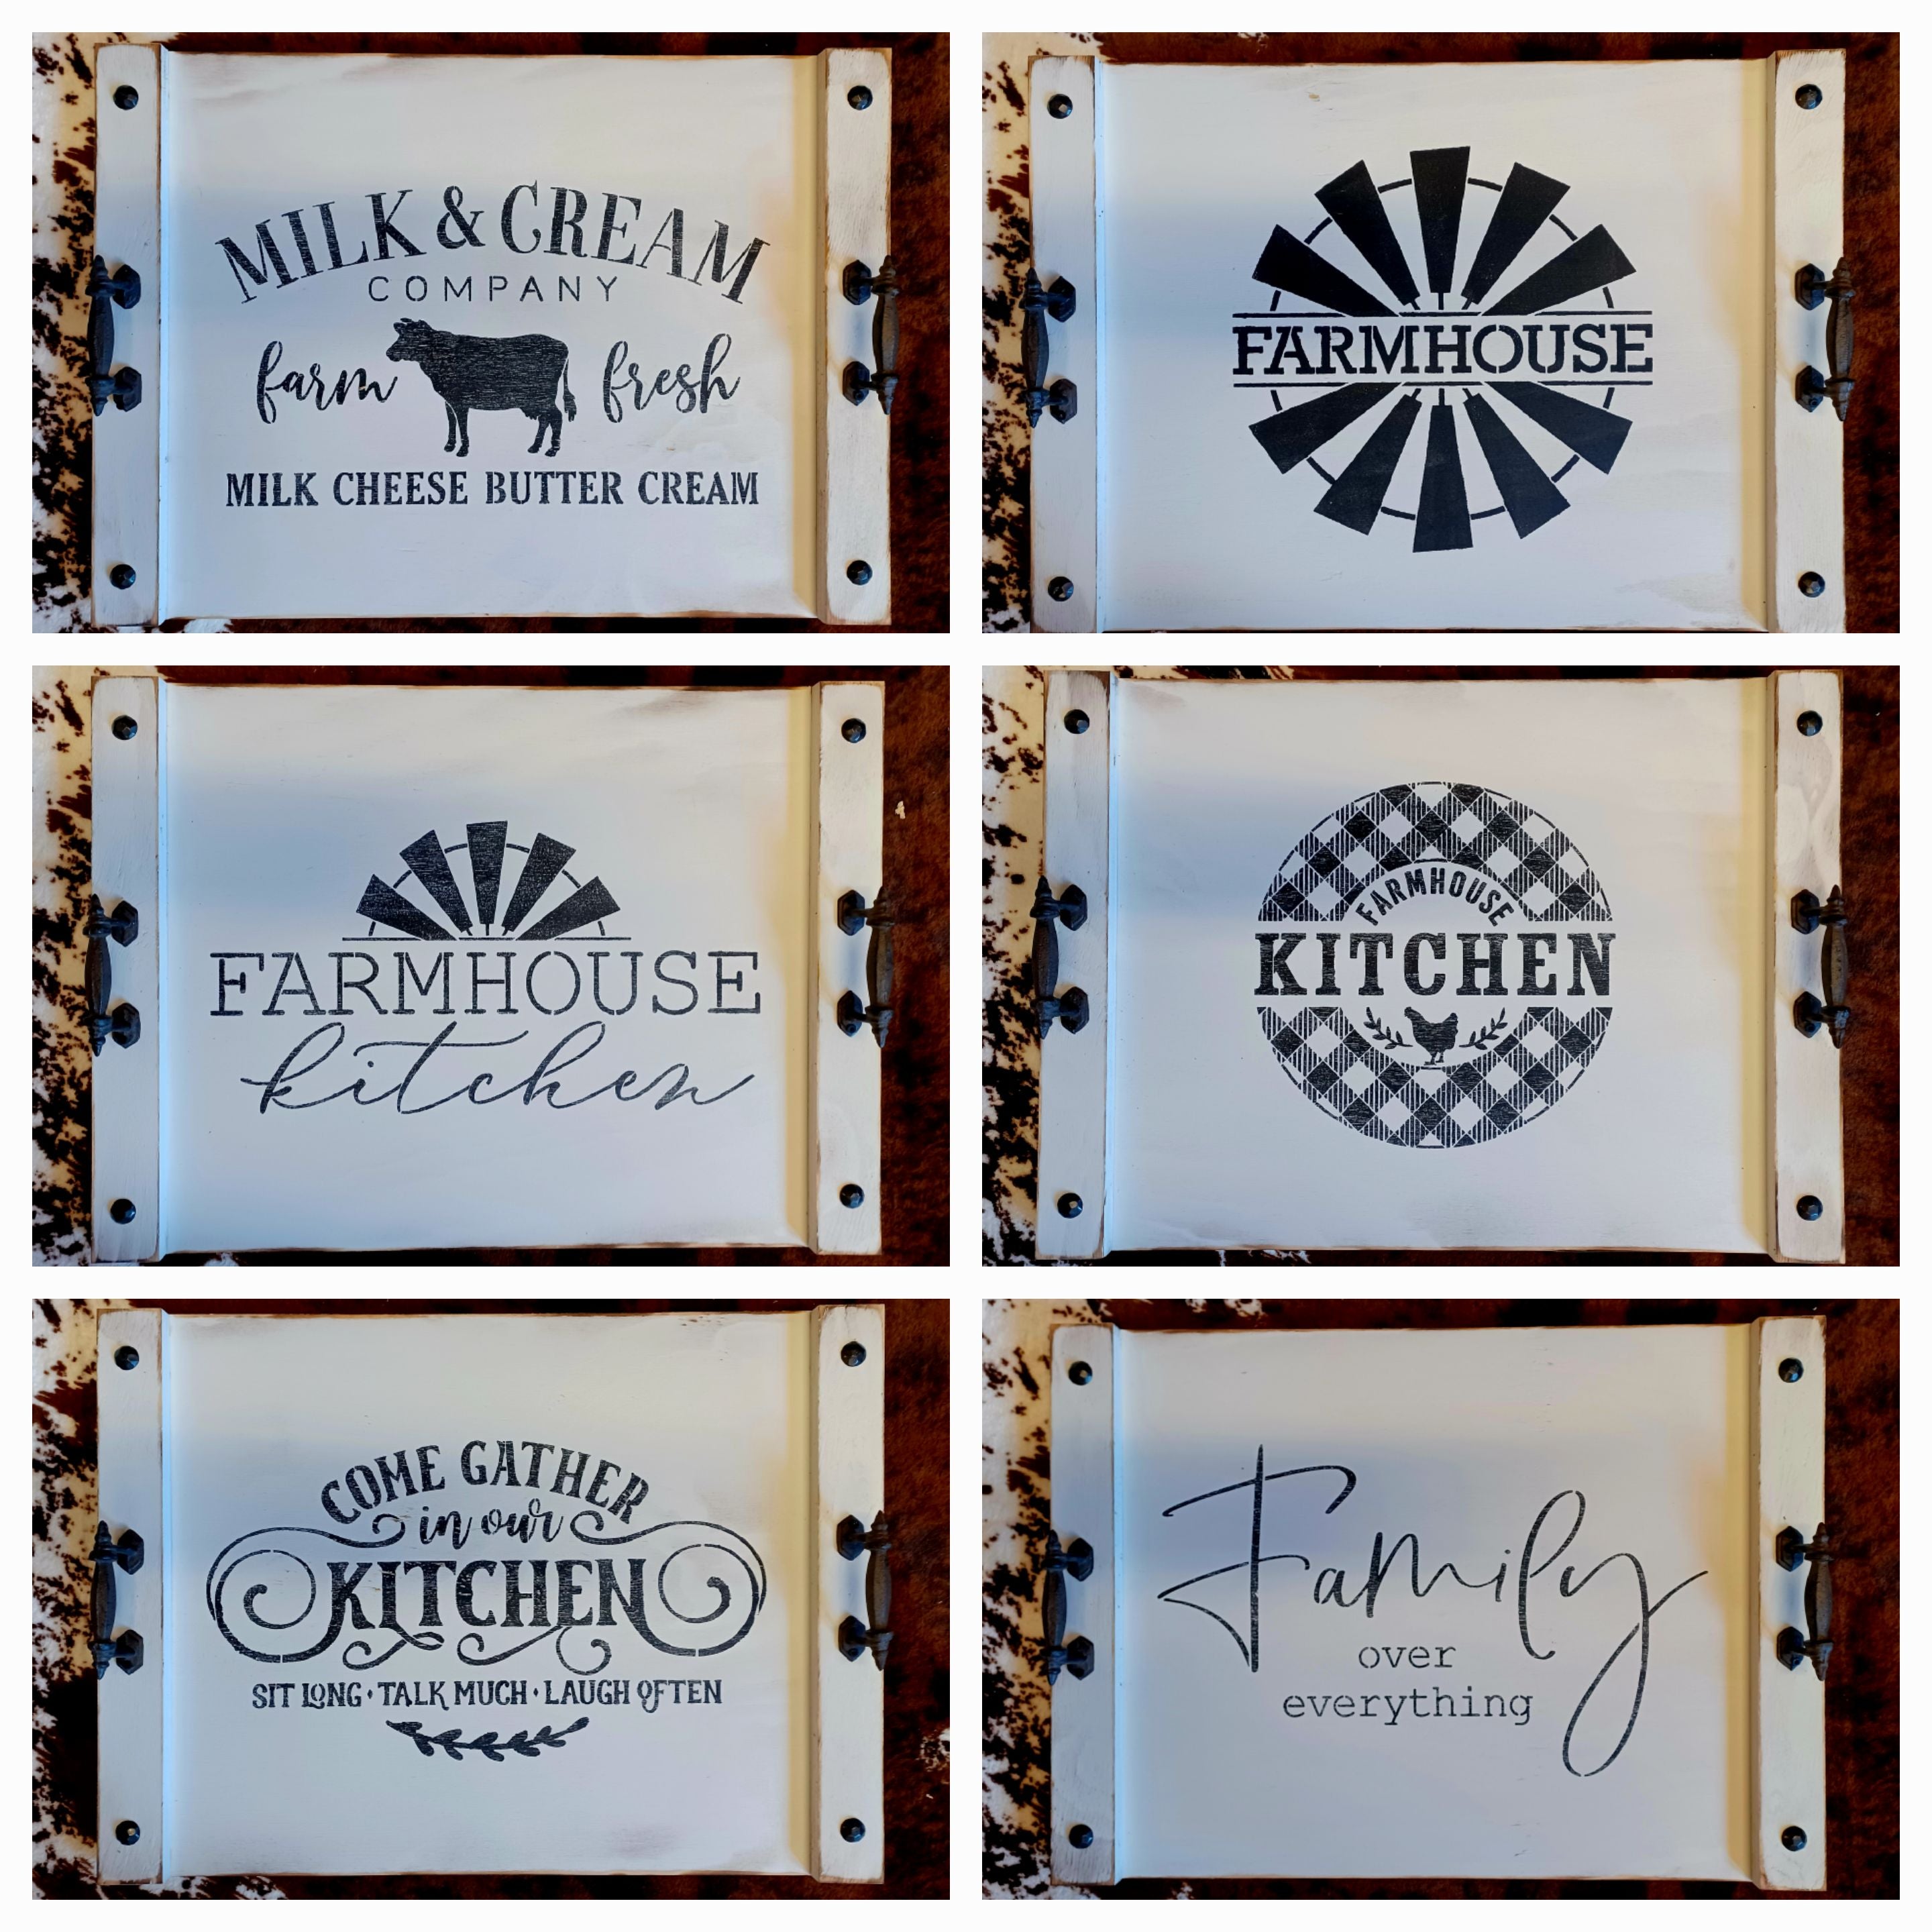 MILK & CREAM
COMPANY
farm fresh
MILK CHEESE BUTTER CREAM
FARMHOUSE
FARMHOUSE
kitchen
FARMHOUSE
KITCHEN
COME GATHER
in our
KITCHEN
SIT LONG • TALK MUCH • LAUGH OFTEN
Family
over
everything